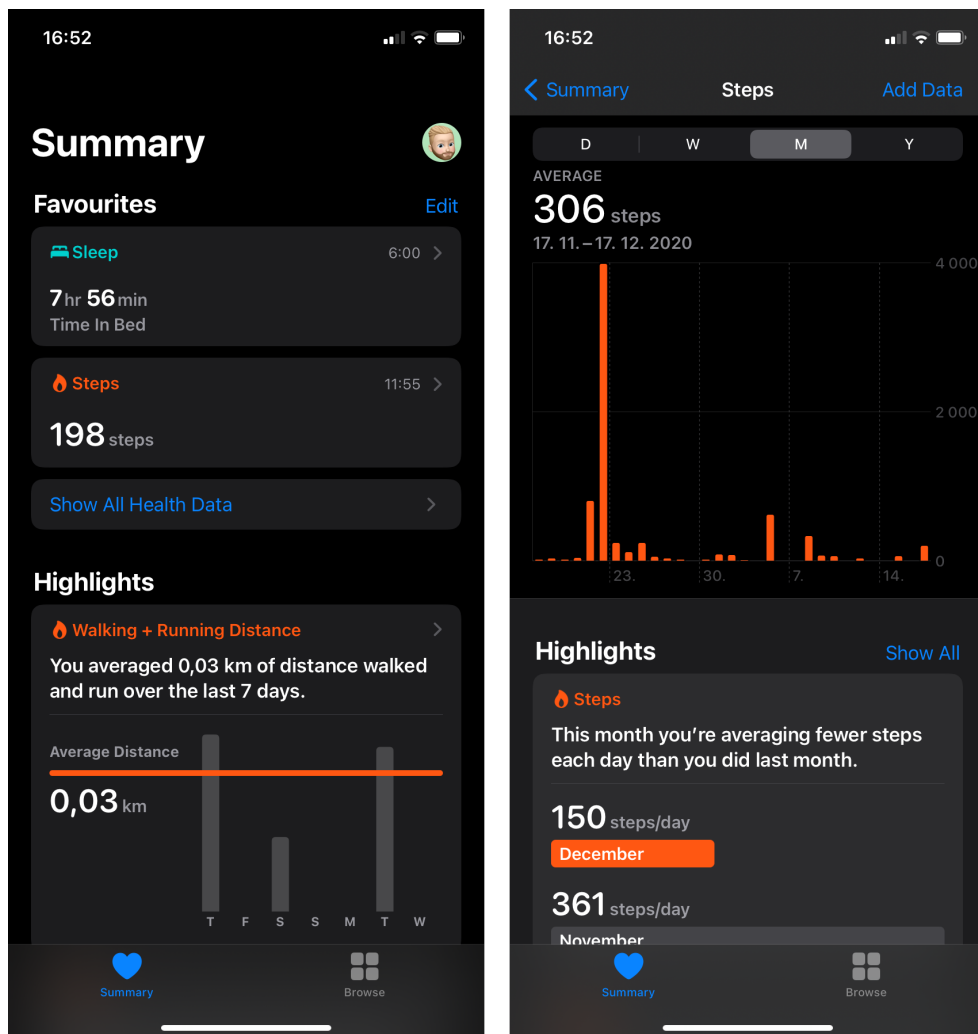 16:52
Summary
Favourites Edit
Sleep 6:00
7 hr 56 min
Time In Bed
Steps 11:55
198 steps
Show All Health Data
Highlights
Walking + Running Distance
You averaged 0,03 km of distance walked
and run over the last 7 days.
Average Distance
0,03 km
T F S S M T W
Summary Browse
16:52
Summary Steps Add Data
D W M Y
AVERAGE
306 steps
17. 11. – 17. 12. 2020
4 000
2 000
0
23. 30. 7. 14.
Highlights Show All
Steps
This month you’re averaging fewer steps
each day than you did last month.
150 steps/day
December
361 steps/day
November
Summary Browse